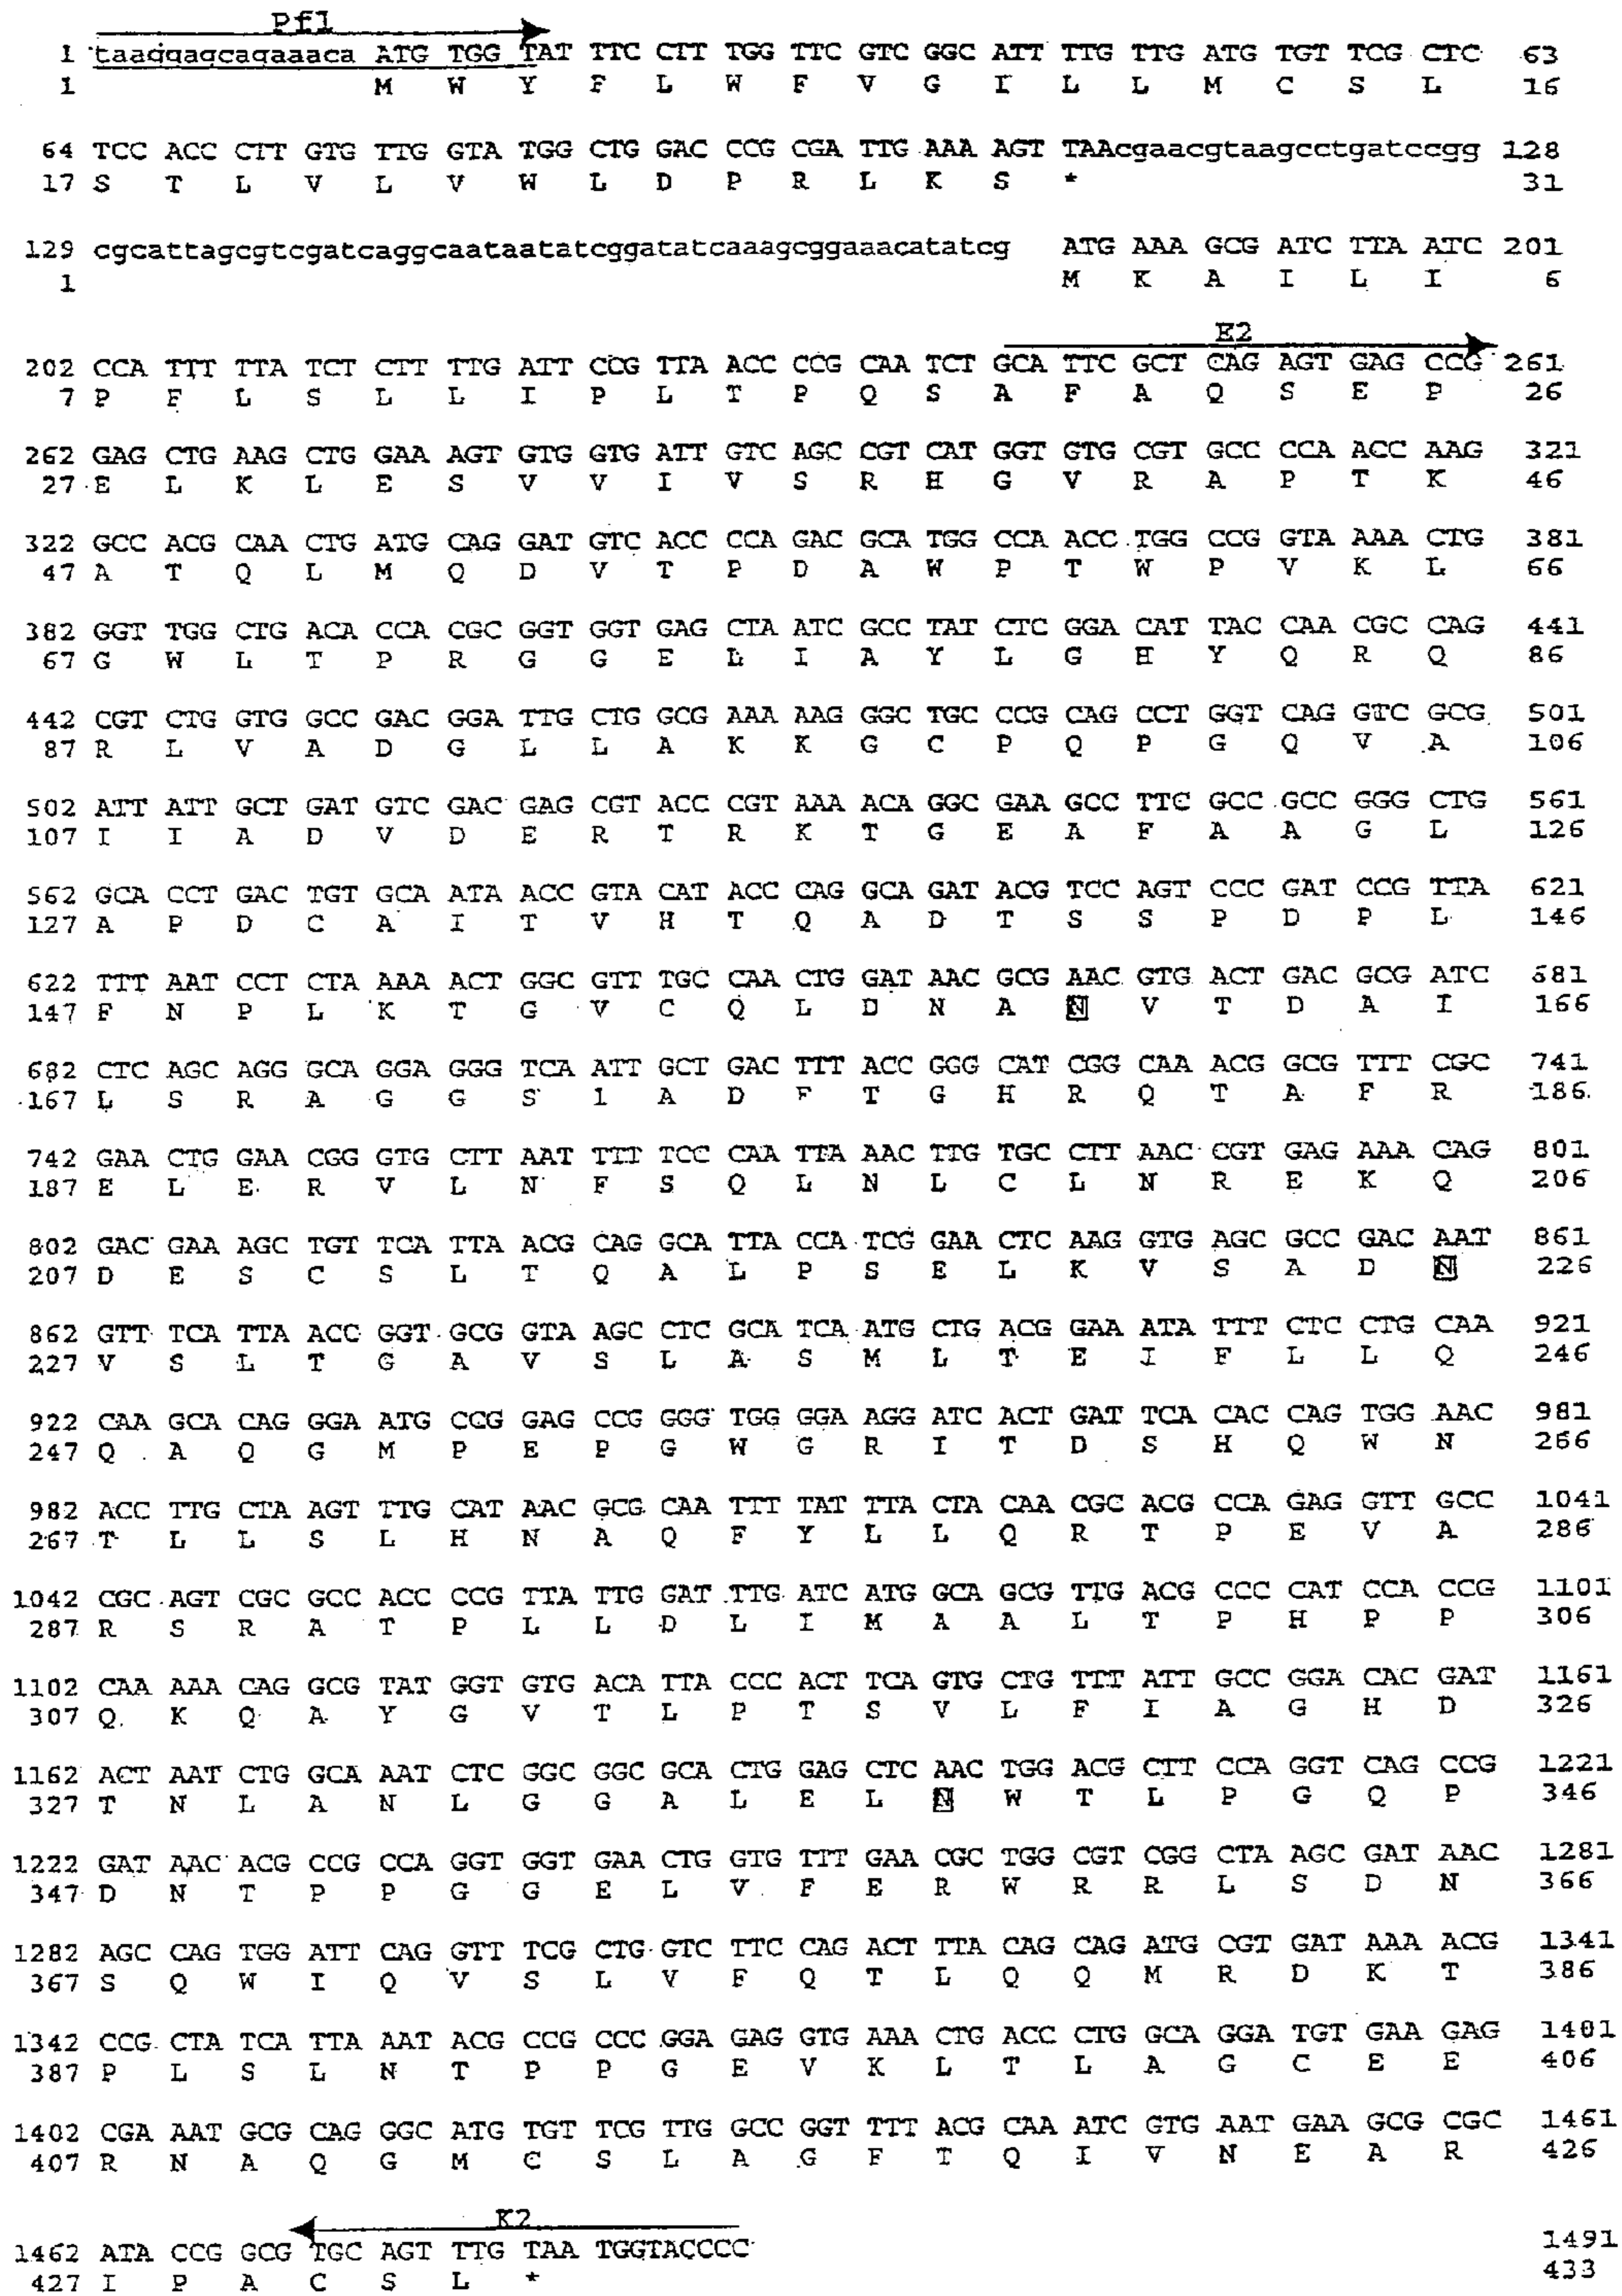 Pf1
1 taaggagcagaaaca ATG TGG TAT TTC CTT TGG TTC GTC GGC ATT TTG TTG ATG TGT TCG CTC 63
1 M W Y F L W F V G I L L M C S L 16
64 TCC ACC CTT GTG TTG GTA TGG CTG GAC CCG CGA TTG AAA AGT TAAcgaacgtaagcctgatccgg 128
17 S T L V L V W L D P R L K S * 31
129 cgcattagcgtcgatcaggcaataatatcggatatcaaagcggaaacatatcg ATG AAA GCG ATC TTA ATC 201
1 M K A I L I 6
E2
202 CCA TTT TTA TCT CTT TTG ATT CCG TTA ACC CCG CAA TCT GCA TTC GCT CAG AGT GAG CCG 261
7 P F L S L L I P L T P Q S A F A Q S E P 26
262 GAG CTG AAG CTG GAA AGT GTG GTG ATT GTC AGC CGT CAT GGT GTG CGT GCC CCA ACC AAG 321
27 E L K L E S V V I V S R H G V R A P T K 46
322 GCC ACG CAA CTG ATG CAG GAT GTC ACC CCA GAC GCA TGG CCA ACC TGG CCG GTA AAA CTG 381
47 A T Q L M Q D V T P D A W P T W P V K L 66
382 GGT TGG CTG ACA CCA CGC GGT GGT GAG CTA ATC GCC TAT CTC GGA CAT TAC CAA CGC CAG 441
67 G W L T P R G G E L I A Y L G H Y Q R Q 86
442 CGT CTG GTG GCC GAC GGA TTG CTG GCG AAA AAG GGC TGC CCG CAG CCT GGT CAG GTC GCG 501
87 R L V A D G L L A K K G C P Q P G Q V A 106
502 ATT ATT GCT GAT GTC GAC GAG CGT ACC CGT AAA ACA GGC GAA GCC TTC GCC GCC GGG CTG 561
107 I I A D V D E R T R K T G E A F A A G L 126
562 GCA CCT GAC TGT GCA ATA ACC GTA CAT ACC CAG GCA GAT ACG TCC AGT CCC GAT CCG TTA 621
127 A P D C A I T V H T Q A D T S S P D P L 146
622 TTT AAT CCT CTA AAA ACT GGC GTT TGC CAA CTG GAT AAC GCG AAC GTG ACT GAC GCG ATC 681
147 F N P L K T G V C Q L D N A N V T D A I 166
682 CTC AGC AGG GCA GGA GGG TCA ATT GCT GAC TTT ACC GGG CAT CGG CAA ACG GCG TTT CGC 741
167 L S R A G G S I A D F T G H R Q T A F R 186
742 GAA CTG GAA CGG GTG CTT AAT TTT TCC CAA TTA AAC TTG TGC CTT AAC CGT GAG AAA CAG 801
187 E L E R V L N F S Q L N L C L N R E K Q 206
802 GAC GAA AGC TGT TCA TTA ACG CAG GCA TTA CCA TCG GAA CTC AAG GTG AGC GCC GAC AAT 861
207 D E S C S L T Q A L P S E L K V S A D N 226
862 GTT TCA TTA ACC GGT GCG GTA AGC CTC GCA TCA ATG CTG ACG GAA ATA TTT CTC CTG CAA 921
227 V S L T G A V S L A S M L T E I F L L Q 246
922 CAA GCA CAG GGA ATG CCG GAG CCG GGG TGG GGA AGG ATC ACT GAT TCA CAC CAG TGG AAC 981
247 Q A Q G M P E P G W G R I T D S H Q W N 266
982 ACC TTG CTA AGT TTG CAT AAC GCG CAA TTT TAT TTA CTA CAA CGC ACG CCA GAG GTT GCC 1041
267 T L L S L H N A Q F Y L L Q R T P E V A 286
1042 CGC AGT CGC GCC ACC CCG TTA TTG GAT TTG ATC ATG GCA GCG TTG ACG CCC CAT CCA CCG 1101
287 R S R A T P L L D L I M A A L T P H P P 306
1102 CAA AAA CAG GCG TAT GGT GTG ACA TTA CCC ACT TCA GTG CTG TTT ATT GCC GGA CAC GAT 1161
307 Q K Q A Y G V T L P T S V L F I A G H D 326
1162 ACT AAT CTG GCA AAT CTC GGC GGC GCA CTG GAG CTC AAC TGG ACG CTT CCA GGT CAG CCG 1221
327 T N L A N L G G A L E L N W T L P G Q P 346
1222 GAT AAC ACG CCG CCA GGT GGT GAA CTG GTG TTT GAA CGC TGG CGT CGG CTA AGC GAT AAC 1281
347 D N T P P G G E L V F E R W R R L S D N 366
1282 AGC CAG TGG ATT CAG GTT TCG CTG GTC TTC CAG ACT TTA CAG CAG ATG CGT GAT AAA ACG 1341
367 S Q W I Q V S L V F Q T L Q Q M R D K T 386
1342 CCG CTA TCA TTA AAT ACG CCG CCC GGA GAG GTG AAA CTG ACC CTG GCA GGA TGT GAA GAG 1401
387 P L S L N T P P G E V K L T L A G C E E 406
1402 CGA AAT GCG CAG GGC ATG TGT TCG TTG GCC GGT TTT ACG CAA ATC GTG AAT GAA GCG CGC 1461
407 R N A Q G M C S L A G F T Q I V N E A R 426
K2
1462 ATA CCG GCG TGC AGT TTG TAA TGGTACCCC 1491
427 I P A C S L * 433